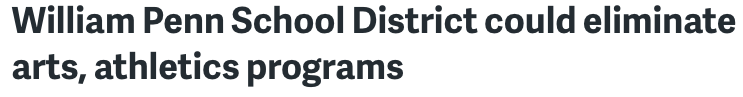 William Penn School District could eliminate
arts, athletics programs